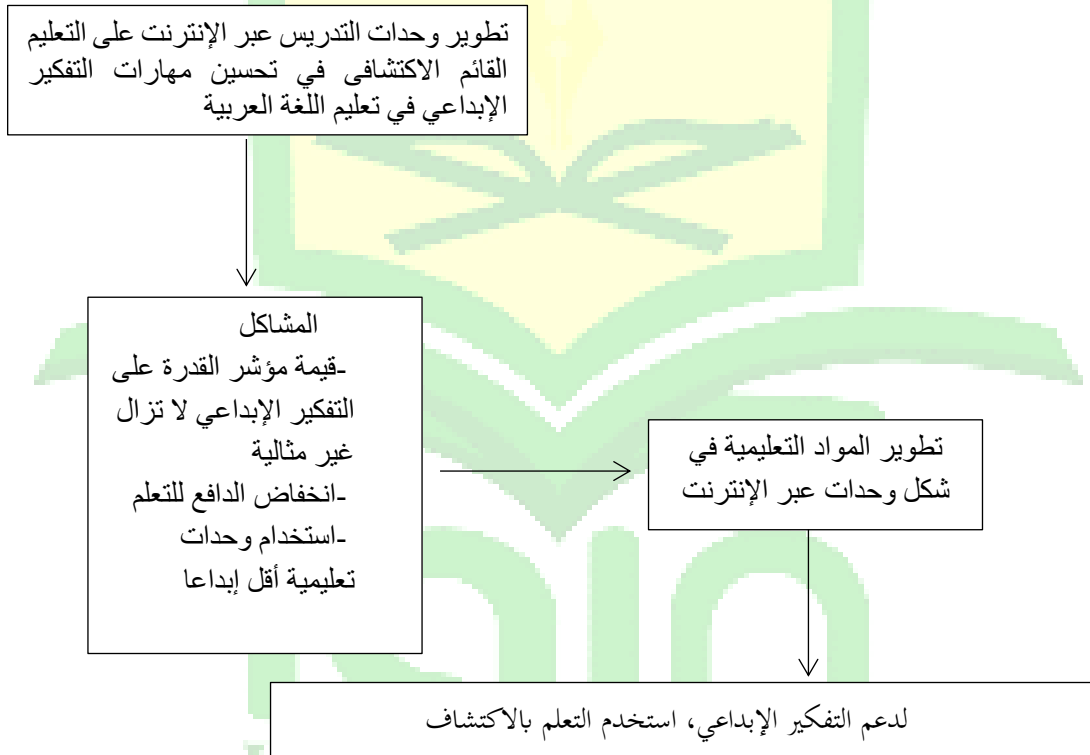 تطوير وحدات التدريس عبر الإنترنت على التعليم
القائم الاكتشافى في تحسين مهارات التفكير
الإبداعي في تعليم اللغة العربية
المشاكل
-قيمة مؤشر القدرة على
التفكير الإبداعي لا تزال
غير مثالية
-انخفاض الدافع للتعلم
-استخدام وحدات
تعليمية أقل إبداعا
تطوير المواد التعليمية في
شكل وحدات عبر الإنترنت
لدعم التفكير الإبداعي، استخدم التعلم بالاكتشاف